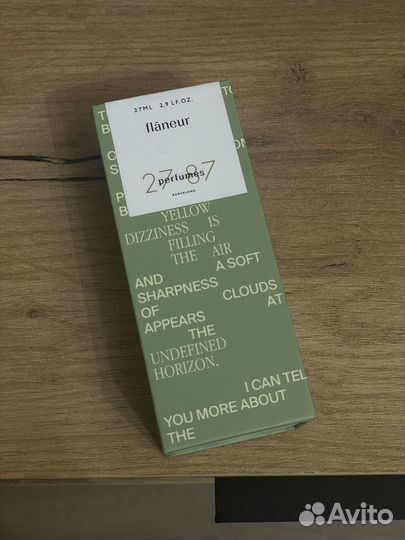 27ML 2.9 LF.OZ.
flâneur
27 87
perfumes
BARCELONA
YELLOW
DIZZINESS IS
FILLING
THE AIR
AND A SOFT
SHARPNESS
OF CLOUDS
APPEARS AT
THE
UNDEFINED
HORIZON.
I CAN TEL
YOU MORE ABOUT
THE
Avito